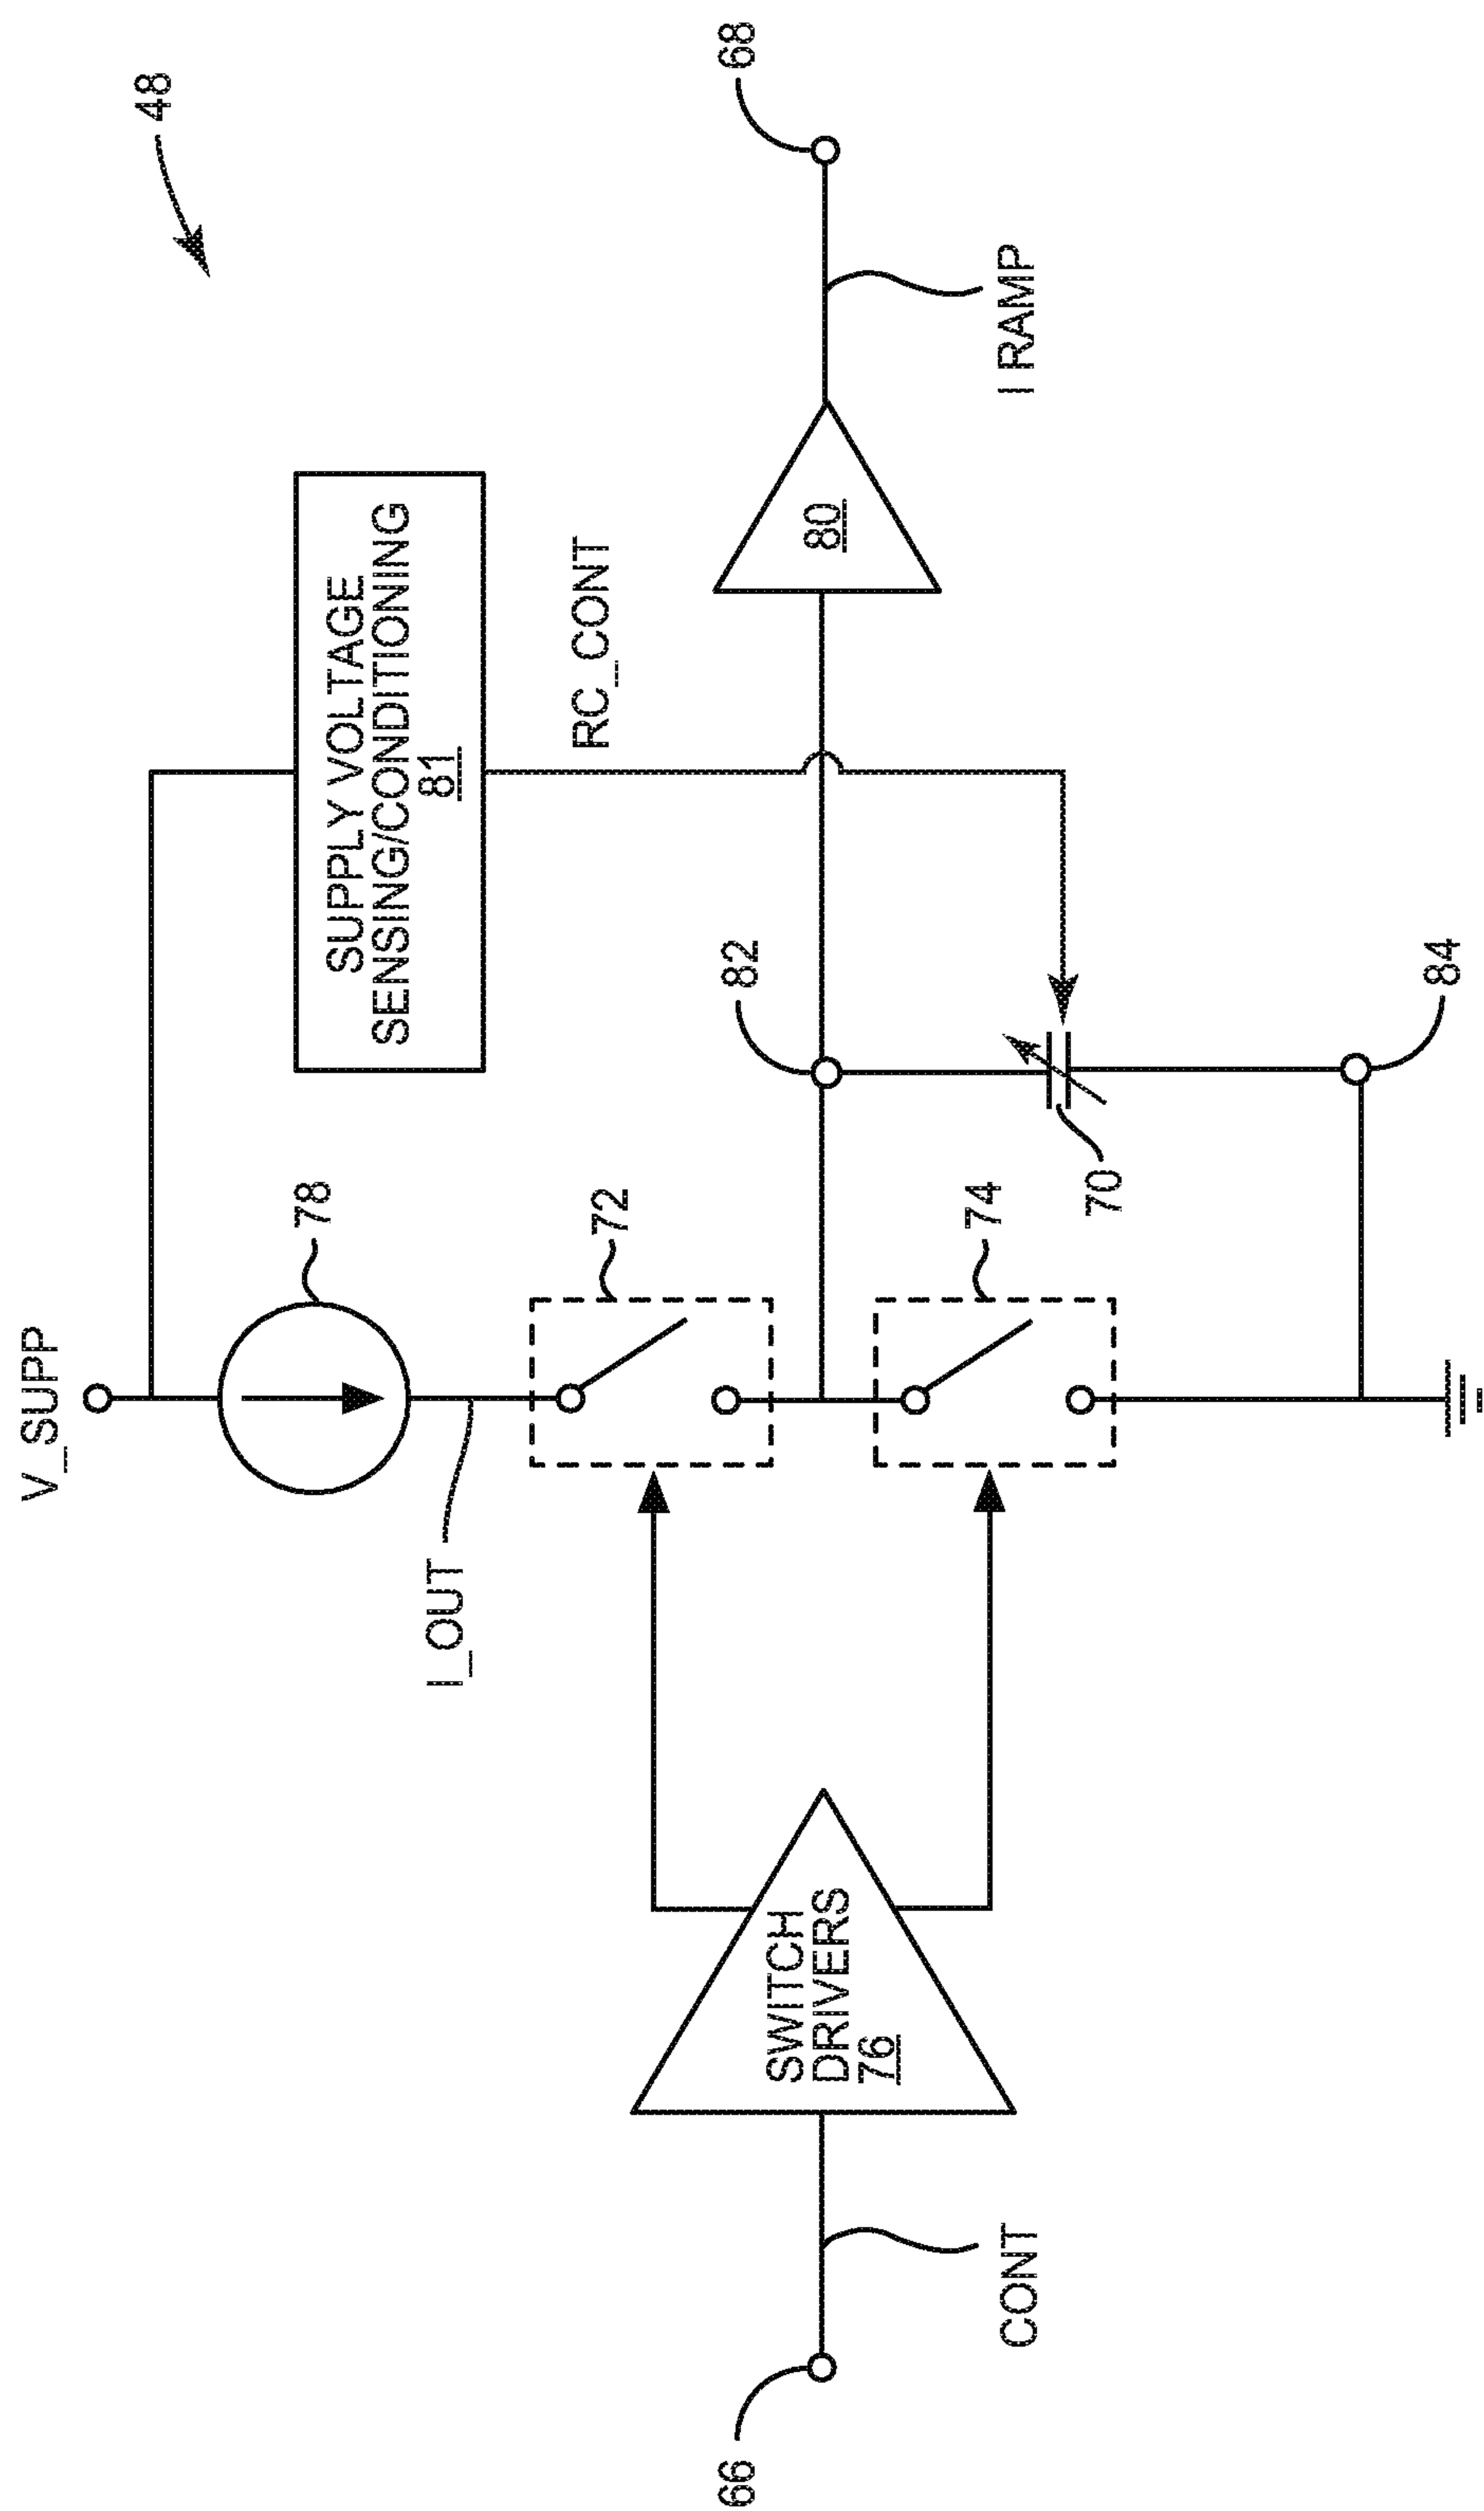 48
V_SUPP
78
SUPPLY VOLTAGE
SENSING/CONDITIONING
81
I_OUT
72
RC_CONT
66
SWITCH
DRIVERS
76
82
80
68
CONT
74
I RAMP
70
84